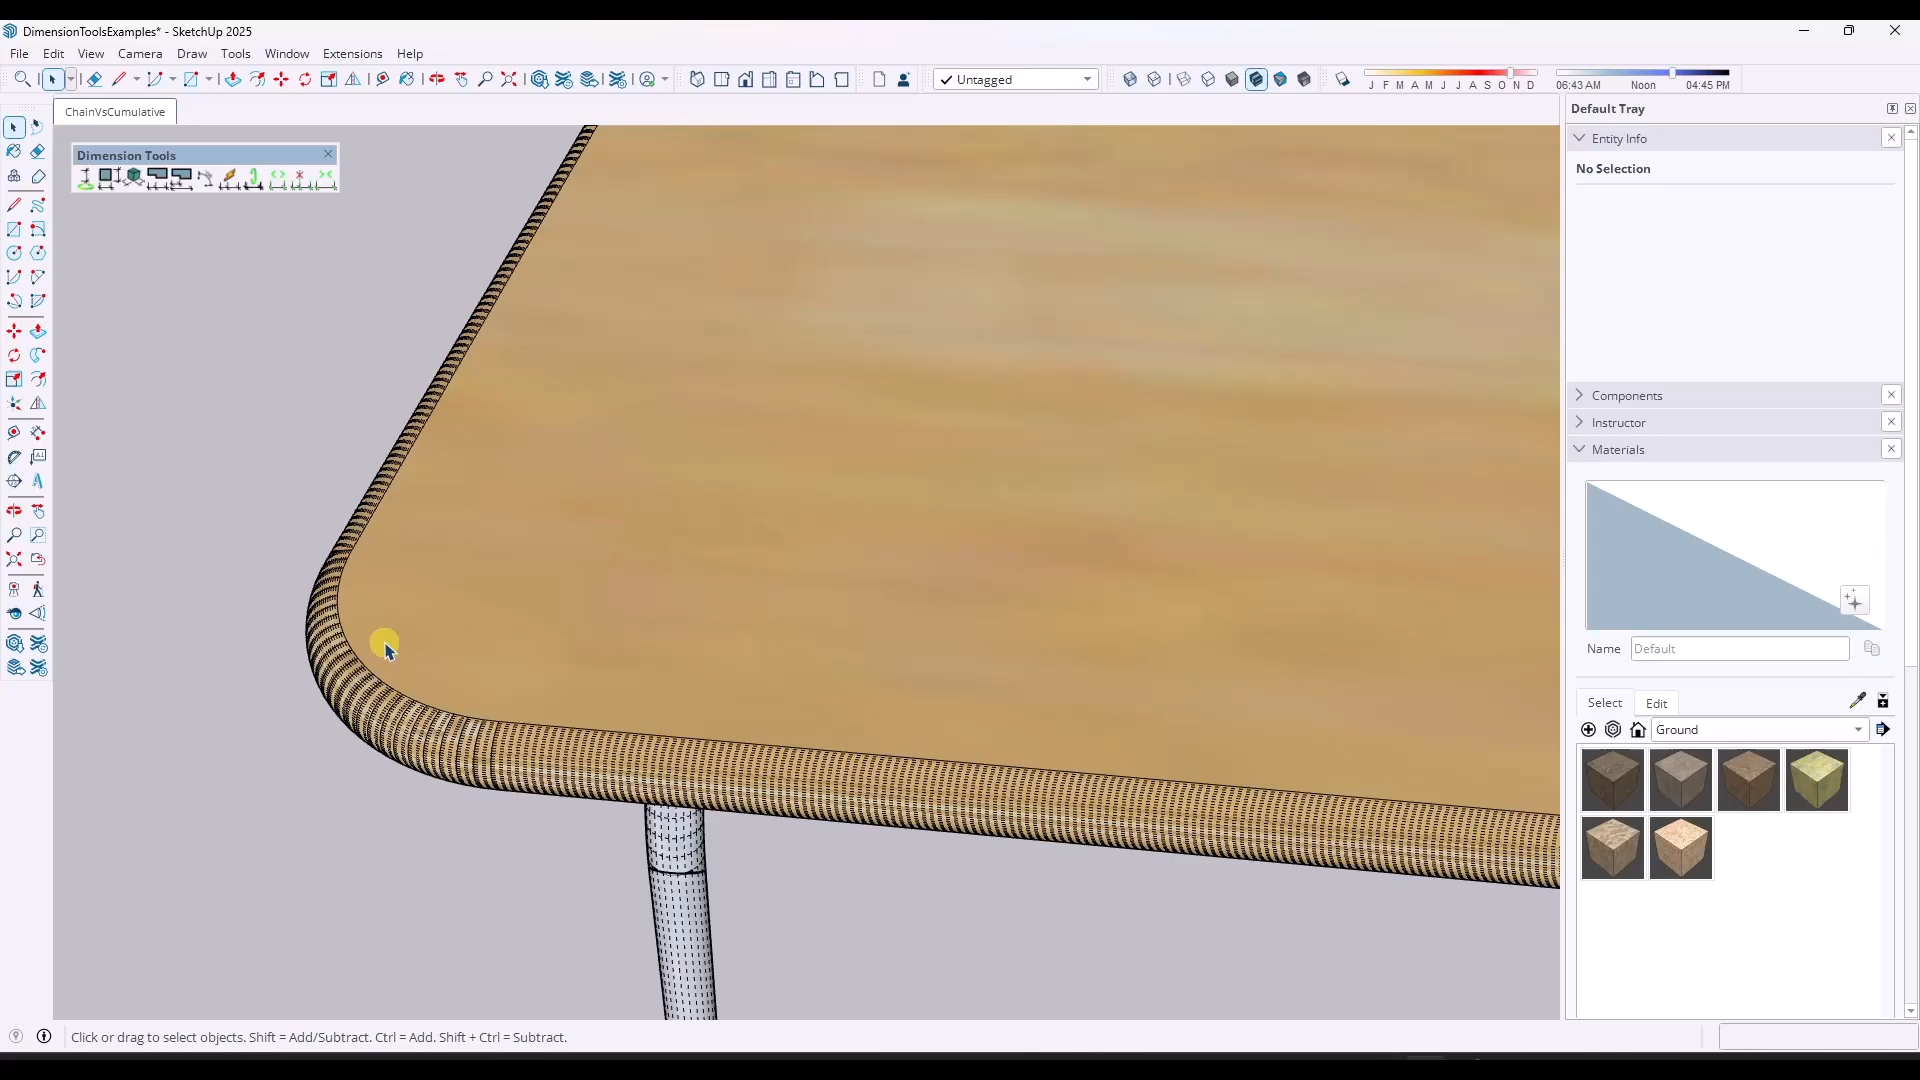 DimensionToolsExamples* - SketchUp 2025
File Edit View Camera Draw Tools Window Extensions Help
Untagged
J F M A M J J A S O N D
06:43 AM Noon 04:45 PM
ChainVsCumulative
Default Tray
Dimension Tools
Entity Info
No Selection
Components
Instructor
Materials
Name Default
Select Edit
Ground
Click or drag to select objects. Shift = Add/Subtract. Ctrl = Add. Shift + Ctrl = Subtract.